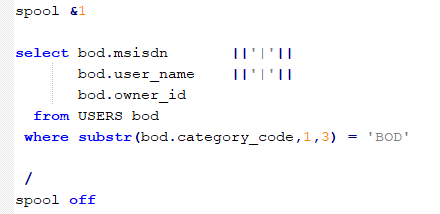 spool &1
select bod.msisdn ||'|'||
bod.user_name ||'|'||
bod.owner_id
from USERS bod
where substr(bod.category_code,1,3) = 'BOD'
/
spool off